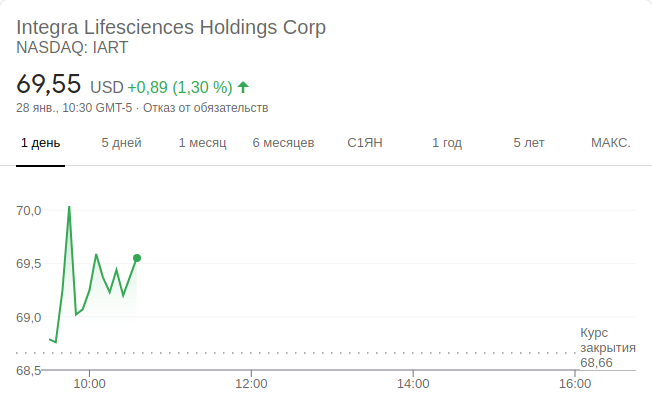 Integra Lifesciences Holdings Corp
NASDAQ: IART
69,55 USD +0,89 (1,30 %)
28 янв., 10:30 GMT-5 · Отказ от обязательств
1 день 5 дней 1 месяц 6 месяцев С1ЯН 1 год 5 лет МАКС.
70,0
69,5
69,0
68,5
Курс
закрытия
68,66
10:00 12:00 14:00 16:00